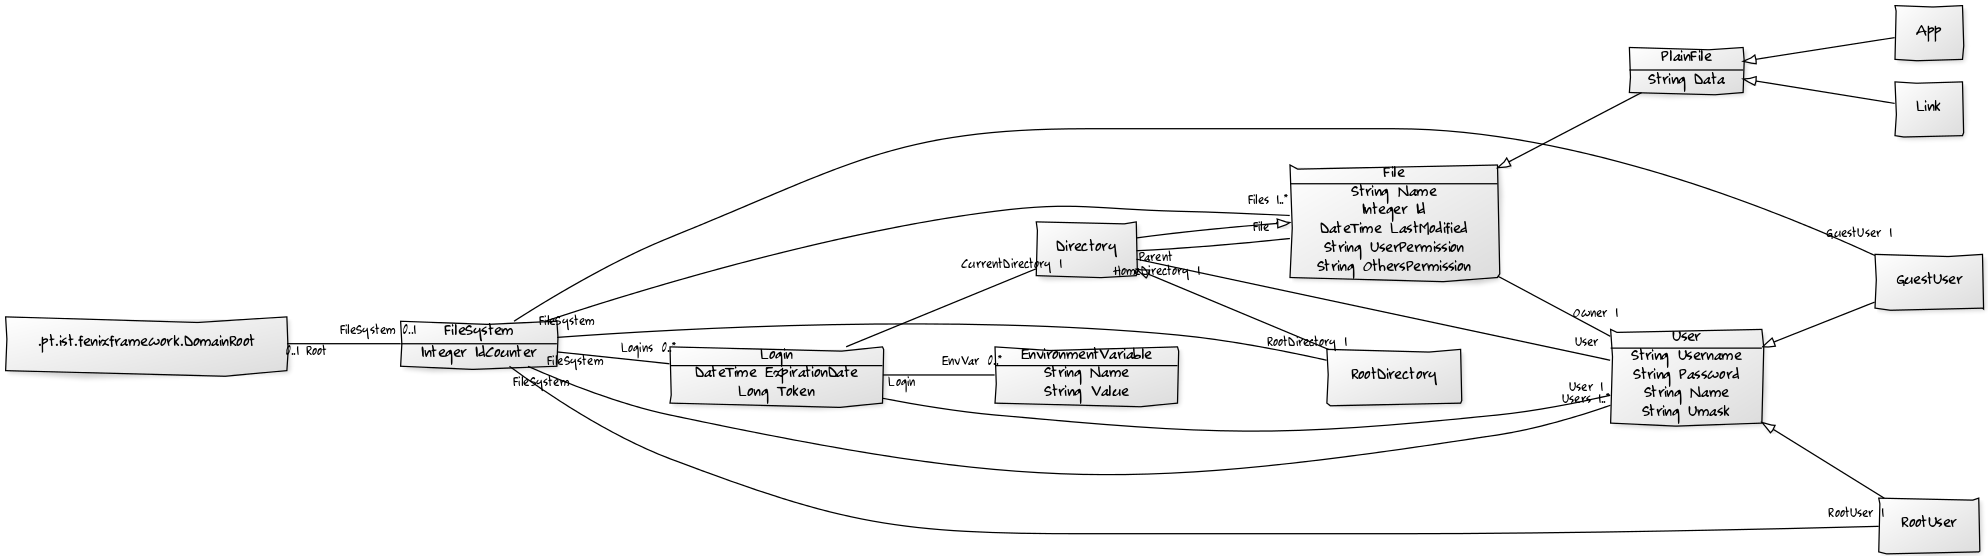 App
PlainFile
String Data
Link
File
String Name
Integer Id
DateTime LastModified
String UserPermission
String OthersPermission
Files 1..*
File
Directory
Parent
CurrentDirectory 1
HomeDirectory 1
GuestUser 1
GuestUser
Owner 1
.pt.ist.fenixframework.DomainRoot
FileSystem 0..1
0..1 Root
FileSystem
Integer IdCounter
FileSystem
FileSystem
FileSystem
Logins 0..*
Login
DateTime ExpirationDate
Long Token
Login
EnvVar 0..*
EnvironmentVariable
String Name
String Value
RootDirectory 1
RootDirectory
User
User
String Username
String Password
String Name
String Umask
User 1
Users 1..*
RootUser 1
RootUser